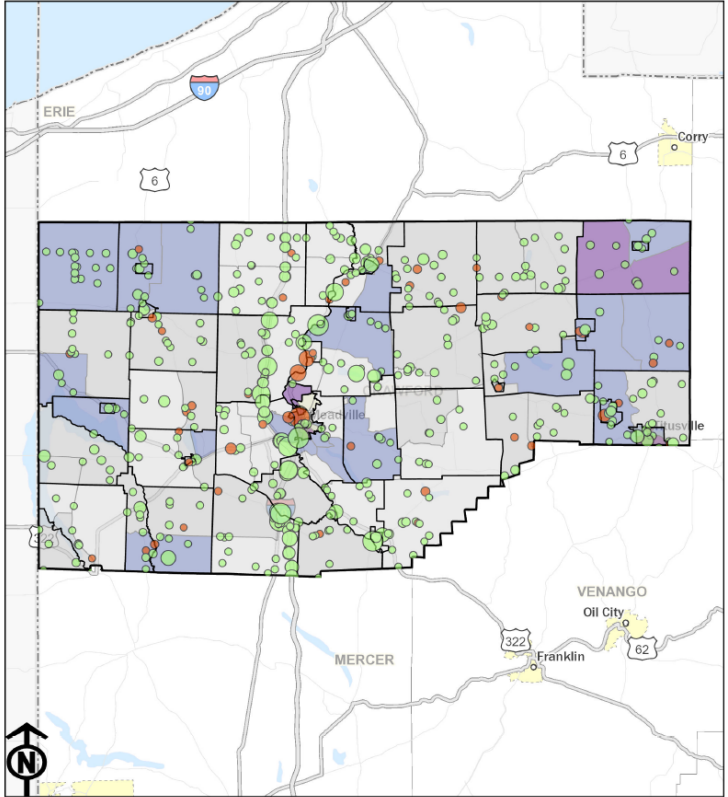 90
ERIE
Corry
6
6
CRAWFORD
Meadville
Titusville
322
VENANGO
Oil City
322
62
Franklin
MERCER
N